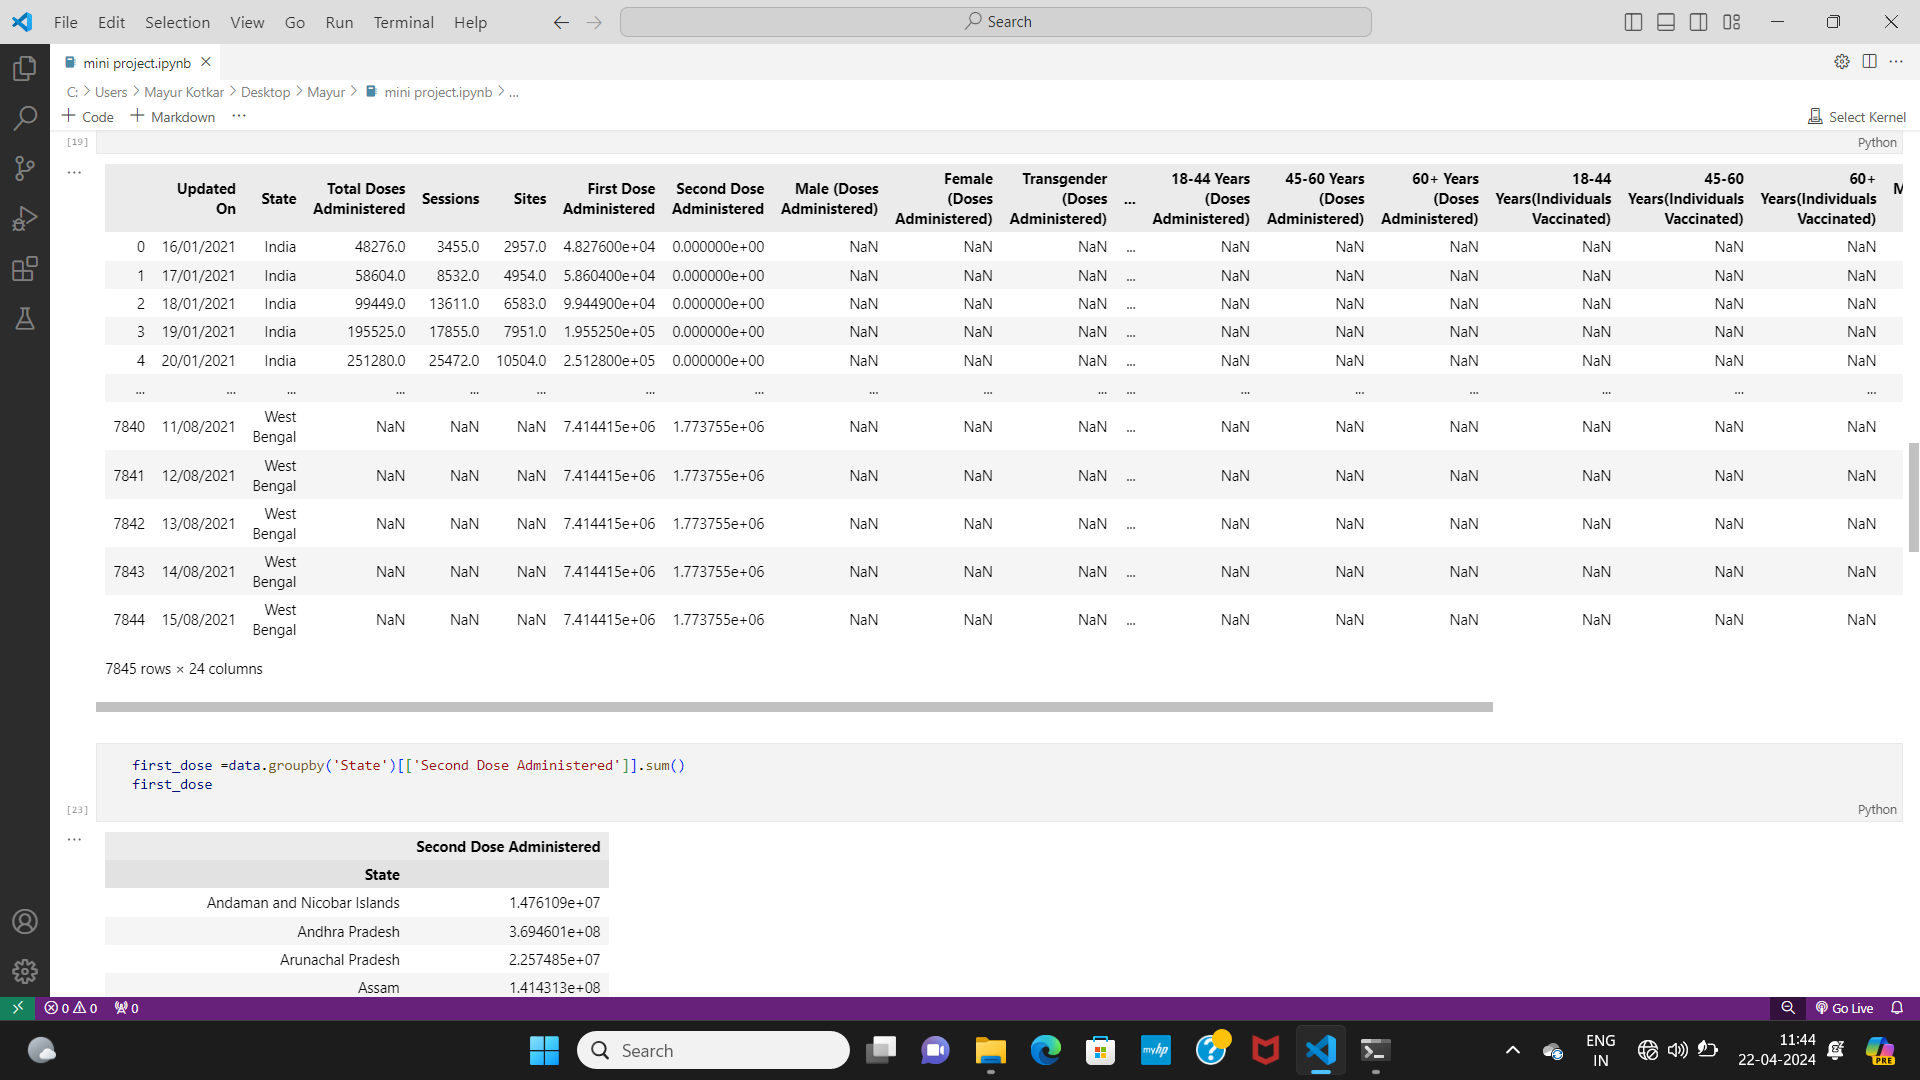 File Edit Selection View Go Run Terminal Help Search
mini project.ipynb
C: > Users > Mayur Kotkar > Desktop > Mayur > mini project.ipynb > ...
+ Code + Markdown ... Select Kernel
[19] Python
Updated On State Total Doses Administered Sessions Sites First Dose Administered Second Dose Administered Male (Doses Administered) Female (Doses Administered) Transgender (Doses Administered) ... 18-44 Years (Doses Administered) 45-60 Years (Doses Administered) 60+ Years (Doses Administered) 18-44 Years(Individuals Vaccinated) 45-60 Years(Individuals Vaccinated) 60+ Years(Individuals Vaccinated) M
0 16/01/2021 India 48276.0 3455.0 2957.0 4.827600e+04 0.000000e+00 NaN NaN NaN ... NaN NaN NaN NaN NaN NaN
1 17/01/2021 India 58604.0 8532.0 4954.0 5.860400e+04 0.000000e+00 NaN NaN NaN ... NaN NaN NaN NaN NaN NaN
2 18/01/2021 India 99449.0 13611.0 6583.0 9.944900e+04 0.000000e+00 NaN NaN NaN ... NaN NaN NaN NaN NaN NaN
3 19/01/2021 India 195525.0 17855.0 7951.0 1.955250e+05 0.000000e+00 NaN NaN NaN ... NaN NaN NaN NaN NaN NaN
4 20/01/2021 India 251280.0 25472.0 10504.0 2.512800e+05 0.000000e+00 NaN NaN NaN ... NaN NaN NaN NaN NaN NaN
... ... ... ... ... ... ... ... ... ... ... ... ... ... ... ... ... ...
7840 11/08/2021 West Bengal NaN NaN NaN 7.414415e+06 1.773755e+06 NaN NaN NaN ... NaN NaN NaN NaN NaN NaN
7841 12/08/2021 West Bengal NaN NaN NaN 7.414415e+06 1.773755e+06 NaN NaN NaN ... NaN NaN NaN NaN NaN NaN
7842 13/08/2021 West Bengal NaN NaN NaN 7.414415e+06 1.773755e+06 NaN NaN NaN ... NaN NaN NaN NaN NaN NaN
7843 14/08/2021 West Bengal NaN NaN NaN 7.414415e+06 1.773755e+06 NaN NaN NaN ... NaN NaN NaN NaN NaN NaN
7844 15/08/2021 West Bengal NaN NaN NaN 7.414415e+06 1.773755e+06 NaN NaN NaN ... NaN NaN NaN NaN NaN NaN
7845 rows × 24 columns
first_dose =data.groupby('State')[['Second Dose Administered']].sum()
first_dose
[23] Python
Second Dose Administered
State
Andaman and Nicobar Islands 1.476109e+07
Andhra Pradesh 3.694601e+08
Arunachal Pradesh 2.257485e+07
Assam 1.414313e+08
0 0 0 Go Live
Search myhp ENG IN 11:44 22-04-2024 PRE